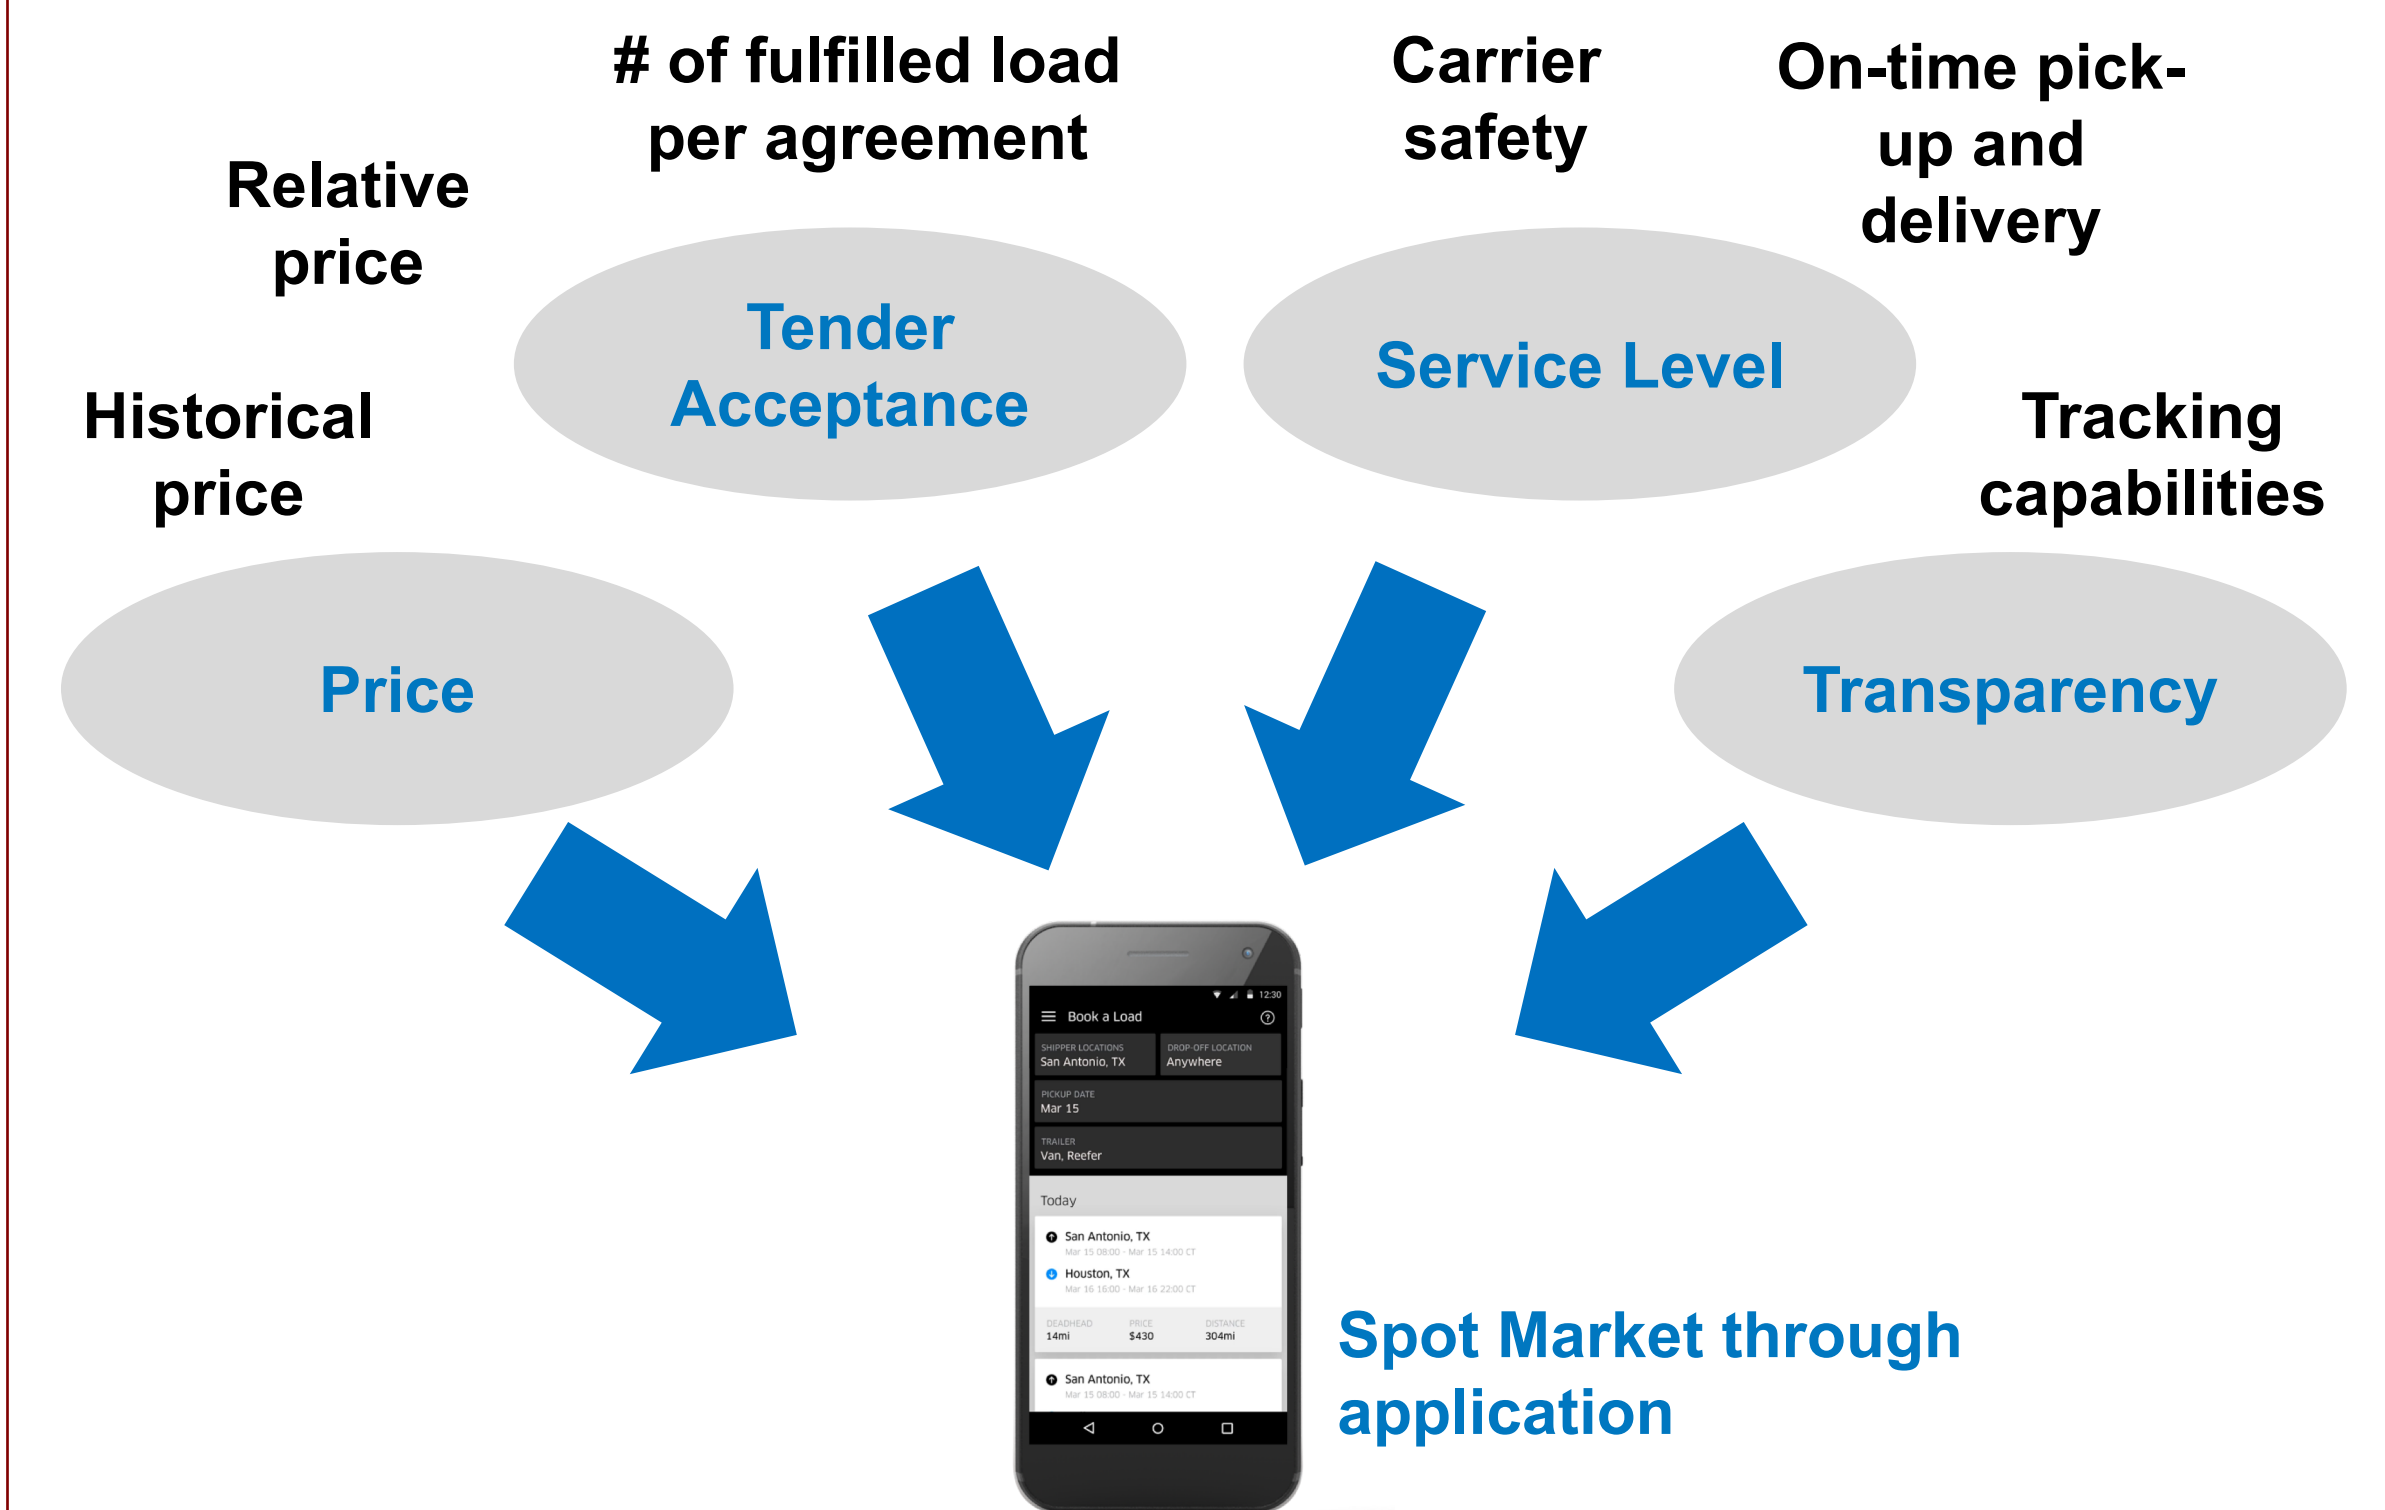 # of fulfilled load
per agreement
Carrier
safety
On-time pick-
up and
delivery
Relative
price
Historical
price
Tender
Acceptance
Service Level
Tracking
capabilities
Price
Transparency
12:30
Book a Load
?
SHIPPER LOCATIONS
San Antonio, TX
DROP-OFF LOCATION
Anywhere
PICKUP DATE
Mar 15
TRAILER
Van, Reefer
Today
San Antonio, TX
Mar 15 08:00 - Mar 15 14:00 CT
Houston, TX
Mar 16 16:00 - Mar 16 22:00 CT
DEADHEAD PRICE DISTANCE
14mi $430 304mi
San Antonio, TX
Mar 15 08:00 - Mar 15 14:00 CT
Spot Market through
application